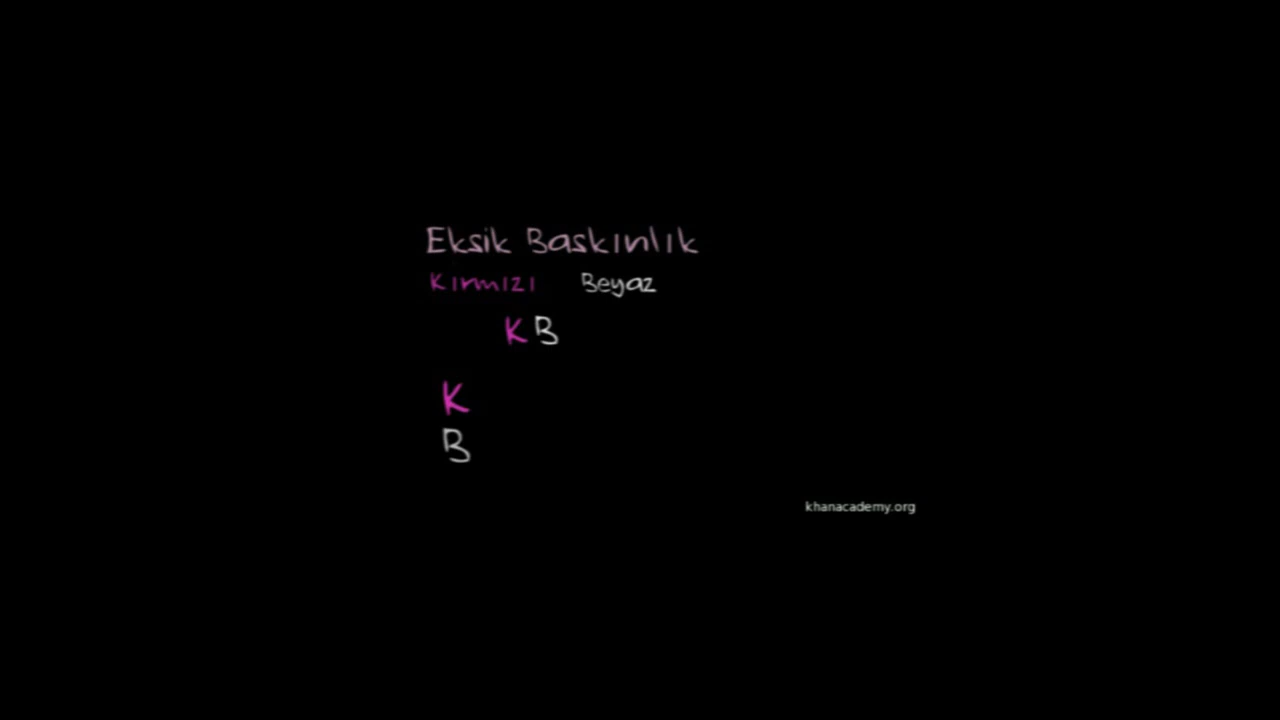 Eksik Baskınlık
Kırmızı Beyaz
K B
K
B
khanacademy.org